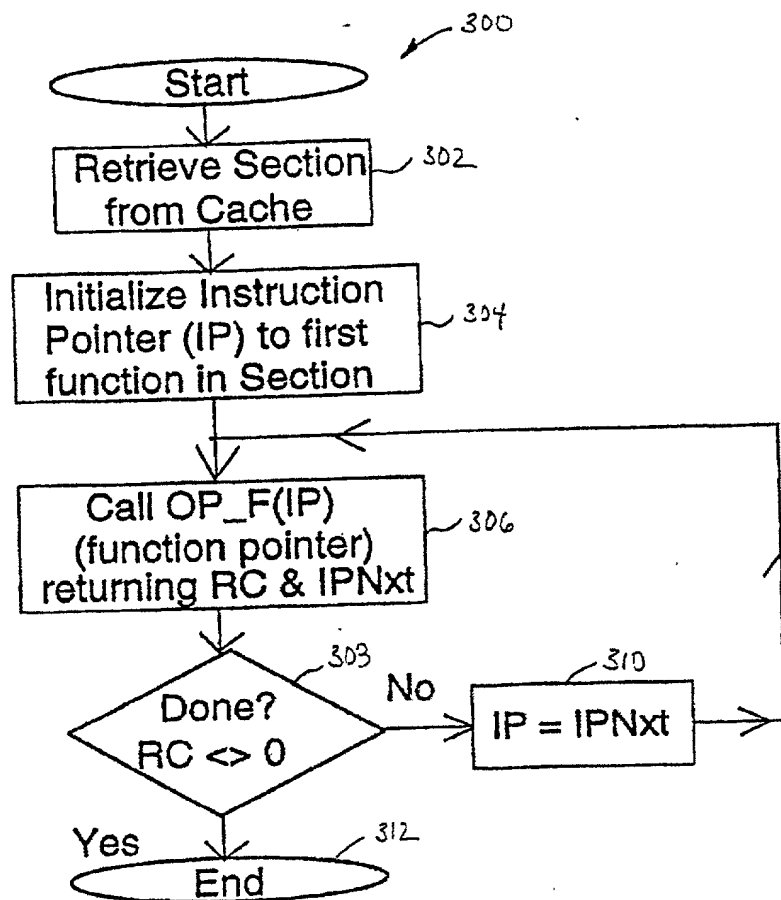 300
Start
Retrieve Section
from Cache
302
Initialize Instruction
Pointer (IP) to first
function in Section
304
Call OP_F(IP)
(function pointer)
returning RC & IPNxt
306
303
Done?
RC <> 0
No
310
IP = IPNxt
Yes
312
End